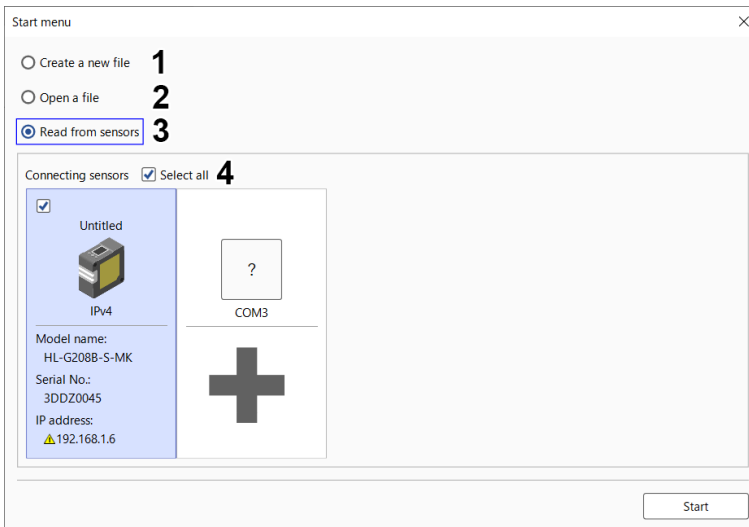 Start menu
Create a new file 1
Open a file 2
Read from sensors 3
Connecting sensors Select all 4
Untitled
IPv4
Model name:
HL-G208B-S-MK
Serial No.:
3DDZ0045
IP address:
192.168.1.6
?
COM3
Start